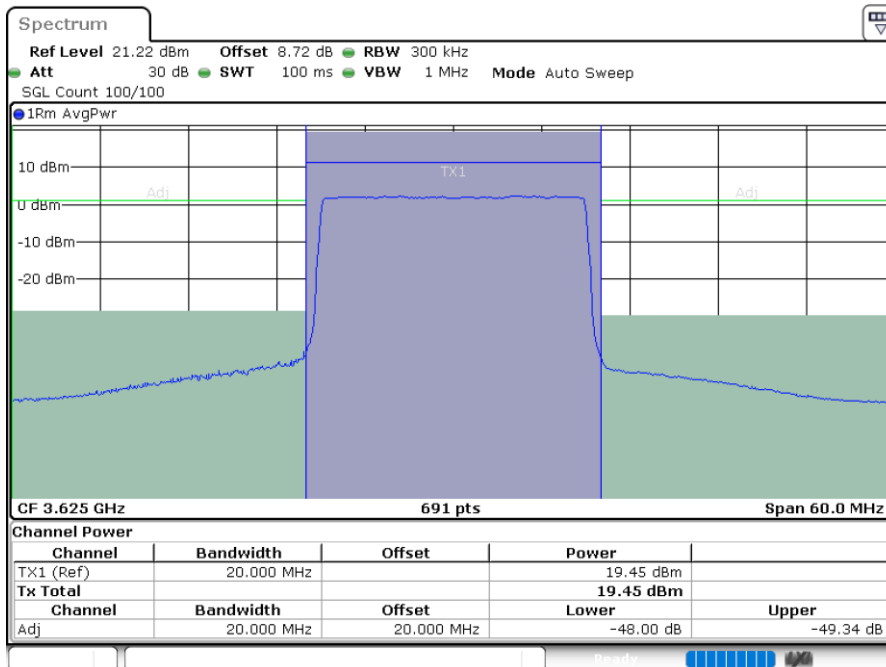 Spectrum
Ref Level 21.22 dBm Offset 8.72 dB RBW 300 kHz
Att 30 dB SWT 100 ms VBW 1 MHz Mode Auto Sweep
SGL Count 100/100
1Rm AvgPwr
10 dBm
TX1
Adj Adj
0 dBm
-10 dBm
-20 dBm
CF 3.625 GHz 691 pts Span 60.0 MHz
Channel Power
Channel Bandwidth Offset Power
TX1 (Ref) 20.000 MHz 19.45 dBm
Tx Total 19.45 dBm
Channel Bandwidth Offset Lower Upper
Adj 20.000 MHz 20.000 MHz -48.00 dB -49.34 dB
Ready